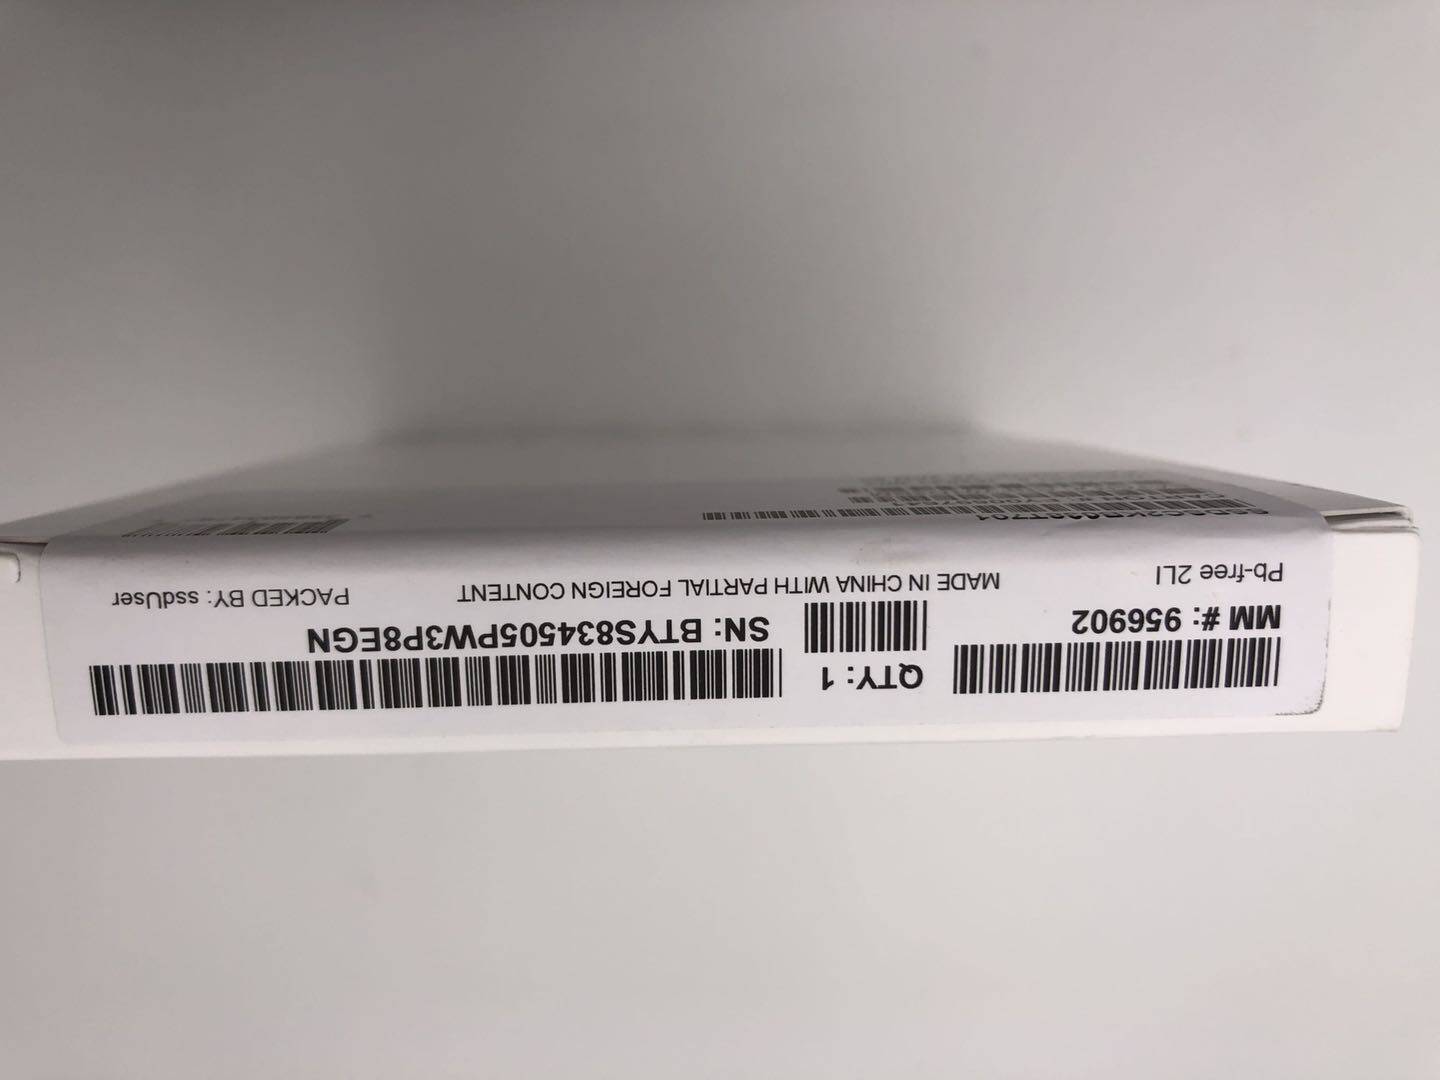 MM #: 956902
QTY: 1
SN: BTYS834505PW3P8EGN
Pb-free 2LI
MADE IN CHINA WITH PARTIAL FOREIGN CONTENT
PACKED BY: ssdUser